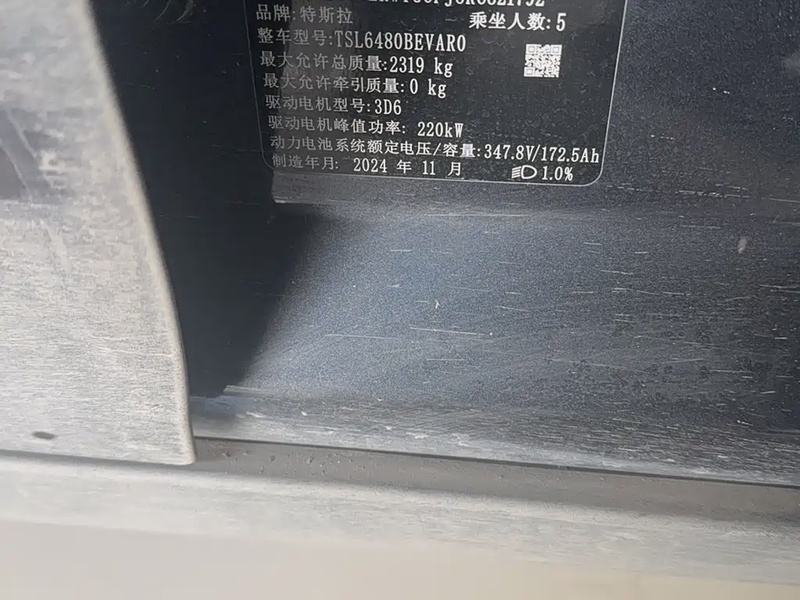 品牌:特斯拉 乘坐人数:5
整车型号:TSL6480BEVAR0
最大允许总质量:2319 kg
最大允许牵引质量:0 kg
驱动电机型号:3D6
驱动电机峰值功率: 220kW
动力电池系统额定电压/容量:347.8V/172.5Ah
制造年月: 2024 年 11 月 1.0%